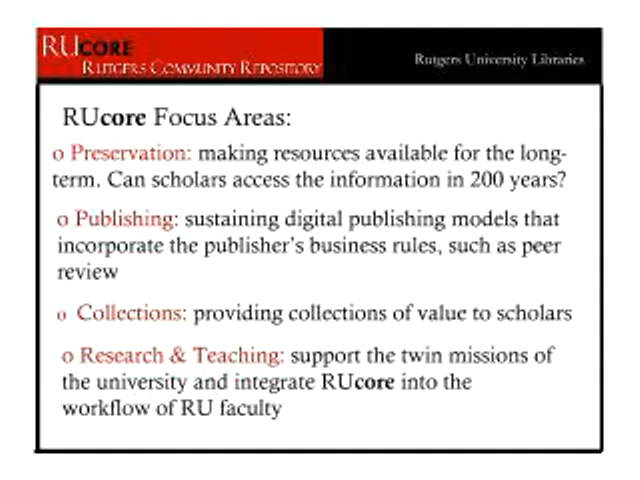 RUCORE
RUTGERS COMMUNITY REPOSITORY
Rutgers University Libraries
RUcore Focus Areas:
o Preservation: making resources available for the long-
term. Can scholars access the information in 200 years?
o Publishing: sustaining digital publishing models that
incorporate the publisher's business rules, such as peer
review
o Collections: providing collections of value to scholars
o Research & Teaching: support the twin missions of
the university and integrate RUcore into the
workflow of RU faculty